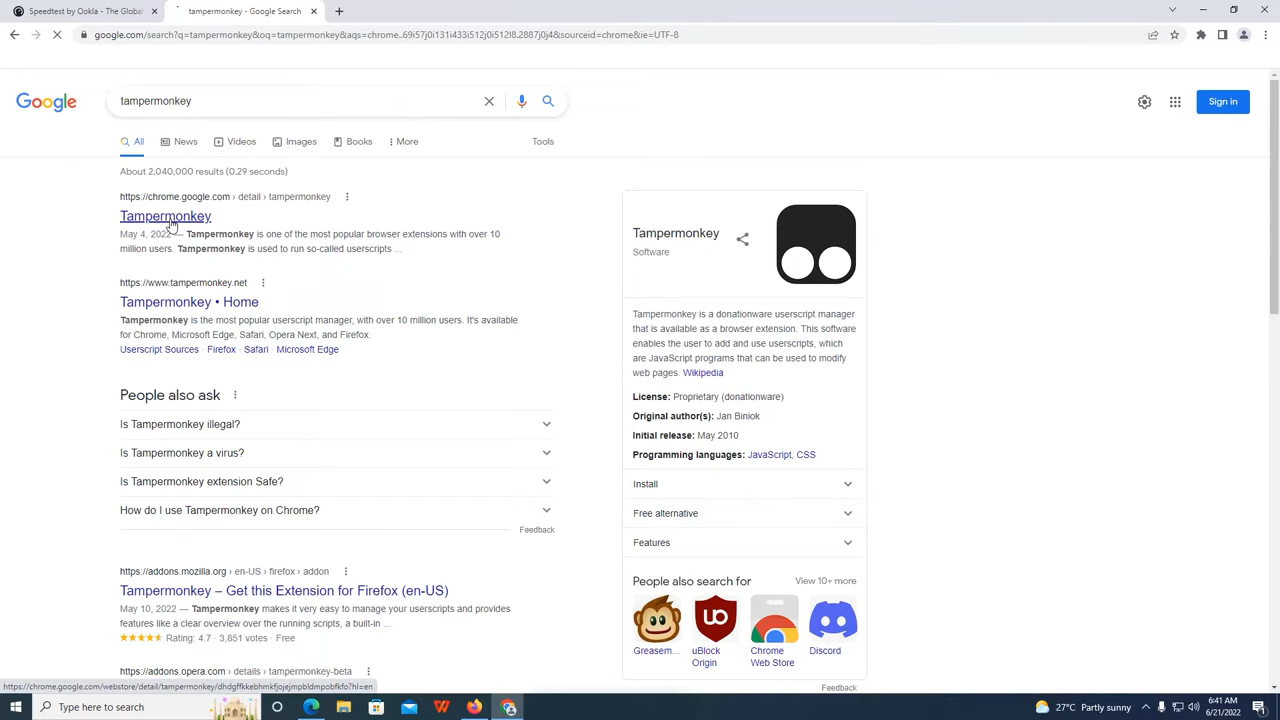 Speedtest by Ookla - The Global
tampermonkey - Google Search
google.com/search?q=tampermonkey&oq=tampermonkey&aqs=chrome..69i57j0i131i433i512j0i512l8.2887j0j4&sourceid=chrome&ie=UTF-8
Google
tampermonkey
Sign in
All
News
Videos
Images
Books
More
Tools
About 2,040,000 results (0.29 seconds)
https://chrome.google.com › detail › tampermonkey
Tampermonkey
May 4, 2022 — Tampermonkey is one of the most popular browser extensions with over 10
million users. Tampermonkey is used to run so-called userscripts ...
https://www.tampermonkey.net
Tampermonkey • Home
Tampermonkey is the most popular userscript manager, with over 10 million users. It's available
for Chrome, Microsoft Edge, Safari, Opera Next, and Firefox.
Userscript Sources · Firefox · Safari · Microsoft Edge
People also ask
Is Tampermonkey illegal?
Is Tampermonkey a virus?
Is Tampermonkey extension Safe?
How do I use Tampermonkey on Chrome?
Feedback
https://addons.mozilla.org › en-US › firefox › addon
Tampermonkey – Get this Extension for Firefox (en-US)
May 10, 2022 — Tampermonkey makes it very easy to manage your userscripts and provides
features like a clear overview over the running scripts, a built-in ...
Rating: 4.7 · 3,851 votes · Free
https://addons.opera.com › details › tampermonkey-beta
Tampermonkey
Software
Tampermonkey is a donationware userscript manager
that is available as a browser extension. This software
enables the user to add and use userscripts, which
are JavaScript programs that can be used to modify
web pages. Wikipedia
License: Proprietary (donationware)
Original author(s): Jan Biniok
Initial release: May 2010
Programming languages: JavaScript, CSS
Install
Free alternative
Features
People also search for
View 10+ more
Greasem...
uBlock
Origin
Chrome
Web Store
Discord
Feedback
https://chrome.google.com/webstore/detail/tampermonkey/dhdgffkkebhmkfjojejmpbldmpobfkfo?hl=en
Type here to search
27°C Partly sunny
6:41 AM
6/21/2022